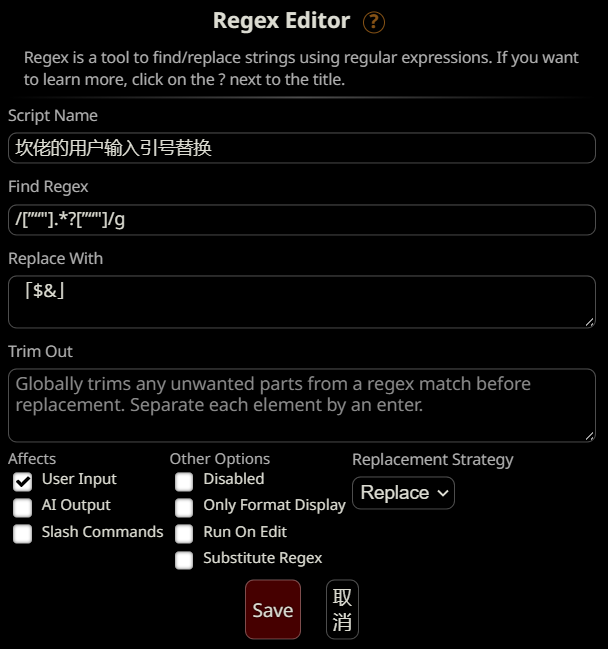 Regex Editor ?
Regex is a tool to find/replace strings using regular expressions. If you want
to learn more, click on the ? next to the title.
Script Name
坎佬的用户输入引号替换
Find Regex
/[”“"].*?[”“"]/g
Replace With
「$&」
Trim Out
Globally trims any unwanted parts from a regex match before
replacement. Separate each element by an enter.
Affects
User Input
AI Output
Slash Commands
Other Options
Disabled
Only Format Display
Run On Edit
Substitute Regex
Replacement Strategy
Replace
Save
取
消